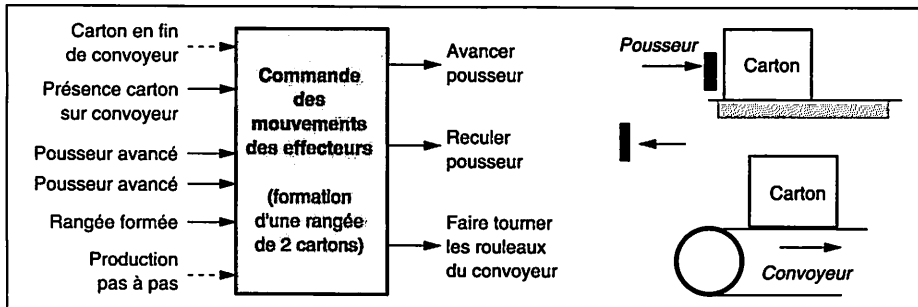 Carton en fin
de convoyeur
Présence carton
sur convoyeur
Pousseur avancé
Pousseur avancé
Rangée formée
Production
pas à pas
Commande
des
mouvements
des effecteurs
(formation
d'une rangée
de 2 cartons)
Avancer
pousseur
Reculer
pousseur
Faire tourner
les rouleaux
du convoyeur
Pousseur
Carton
Carton
Convoyeur